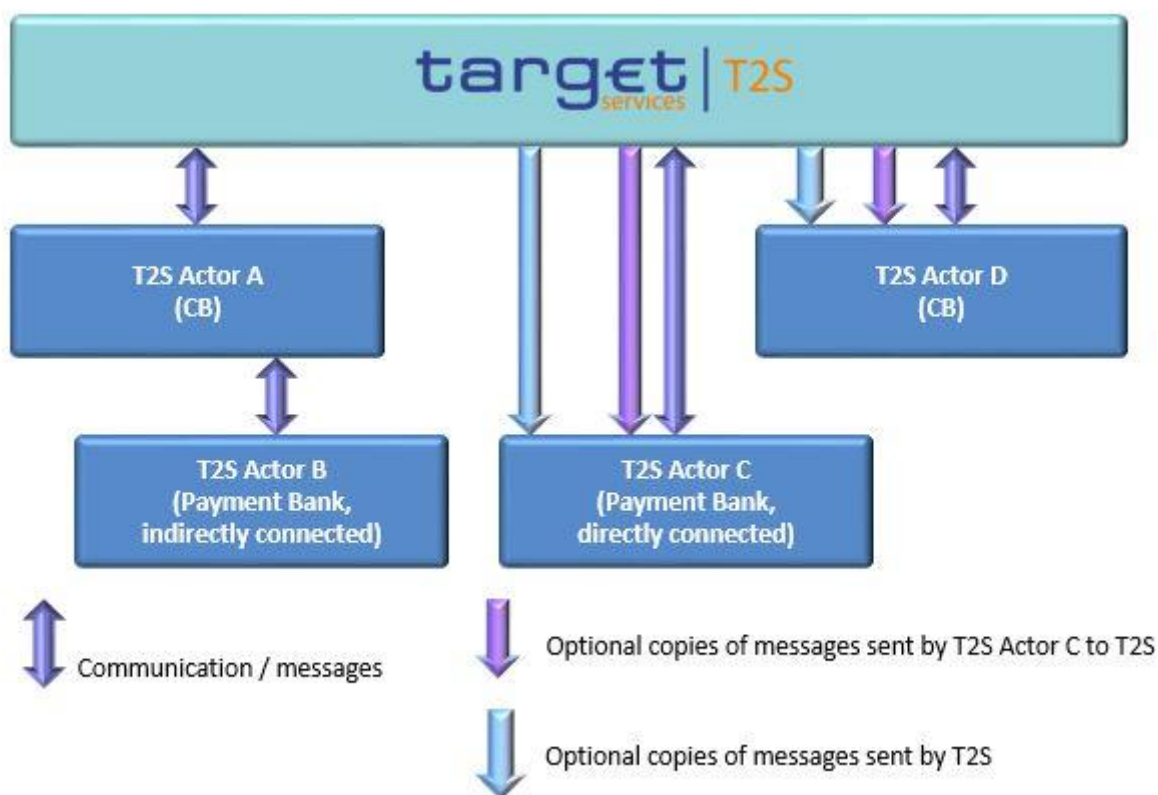 target | T2S
services
T2S Actor A
(CB)
T2S Actor D
(CB)
T2S Actor B
(Payment Bank,
indirectly connected)
T2S Actor C
(Payment Bank,
directly connected)
Communication / messages
Optional copies of messages sent by T2S Actor C to T2S
Optional copies of messages sent by T2S